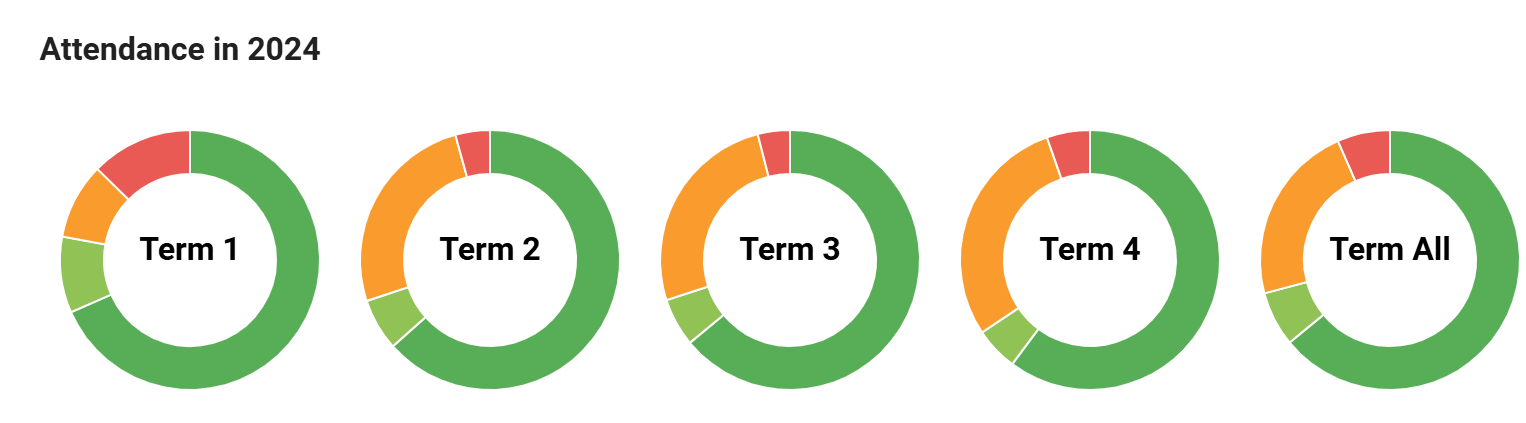 Attendance in 2024
Term 1
Term 2
Term 3
Term 4
Term All